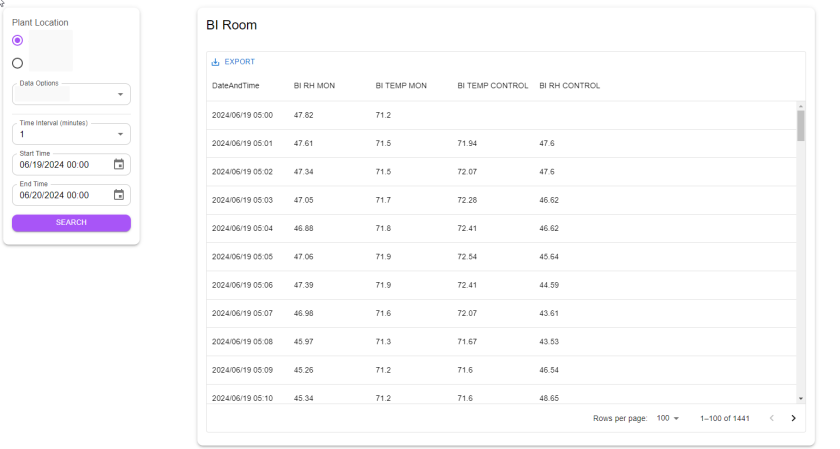 Plant Location
Data Options
Time Interval (minutes)
1
Start Time
06/19/2024 00:00
End Time
06/20/2024 00:00
SEARCH
BI Room
EXPORT
DateAndTime BI RH MON BI TEMP MON BI TEMP CONTROL BI RH CONTROL
2024/06/19 05:00 47.82 71.2
2024/06/19 05:01 47.61 71.5 71.94 47.6
2024/06/19 05:02 47.34 71.5 72.07 47.6
2024/06/19 05:03 47.05 71.7 72.28 46.62
2024/06/19 05:04 46.88 71.8 72.41 46.62
2024/06/19 05:05 47.06 71.9 72.54 45.64
2024/06/19 05:06 47.39 71.9 72.41 44.59
2024/06/19 05:07 46.98 71.6 72.07 43.61
2024/06/19 05:08 45.97 71.3 71.67 43.53
2024/06/19 05:09 45.26 71.2 71.6 46.54
2024/06/19 05:10 45.34 71.2 71.6 48.65
Rows per page: 100 1–100 of 1441